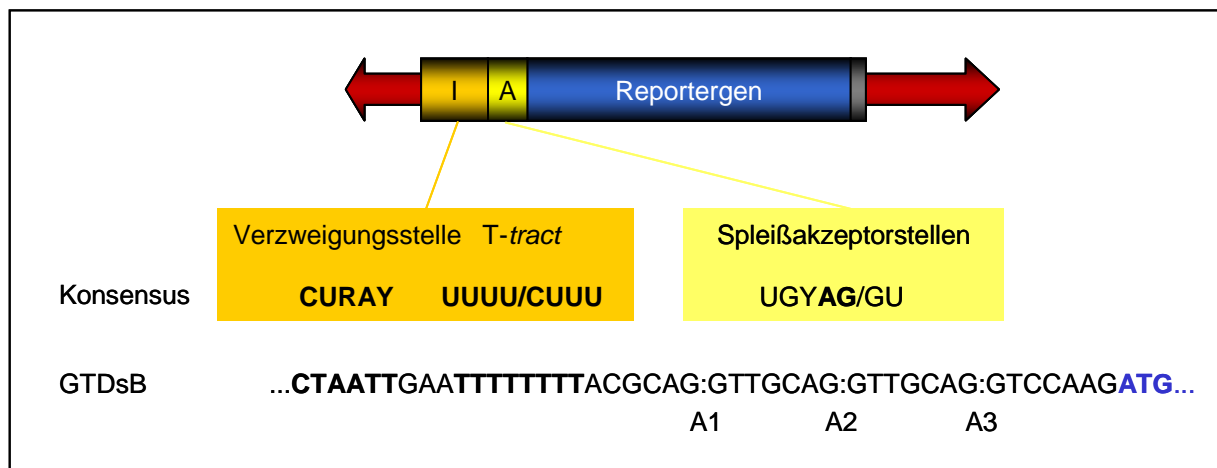 I A Reportergen
Verzweigungsstelle T-tract Spleißakzeptorstellen
Konsensus CURAY UUUU/CUUU UGYAG/GU
GTDsB ...CTAATTGAATTTTTTTTACGCAG:GTTGCAG:GTTGCAG:GTCCAAGATG...
A1 A2 A3